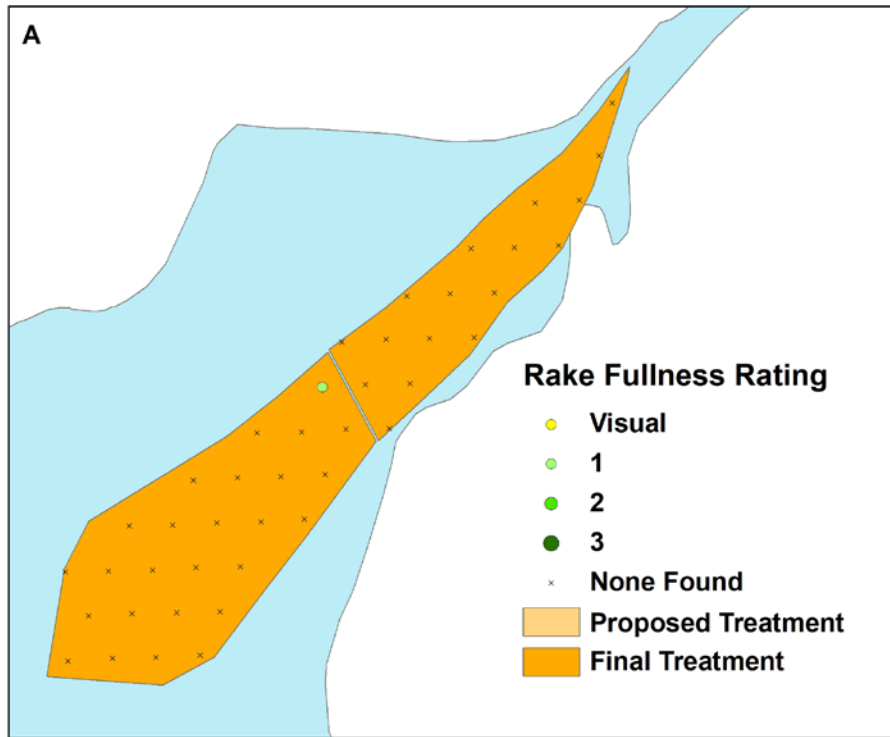 A
Rake Fullness Rating
Visual
1
2
3
None Found
Proposed Treatment
Final Treatment